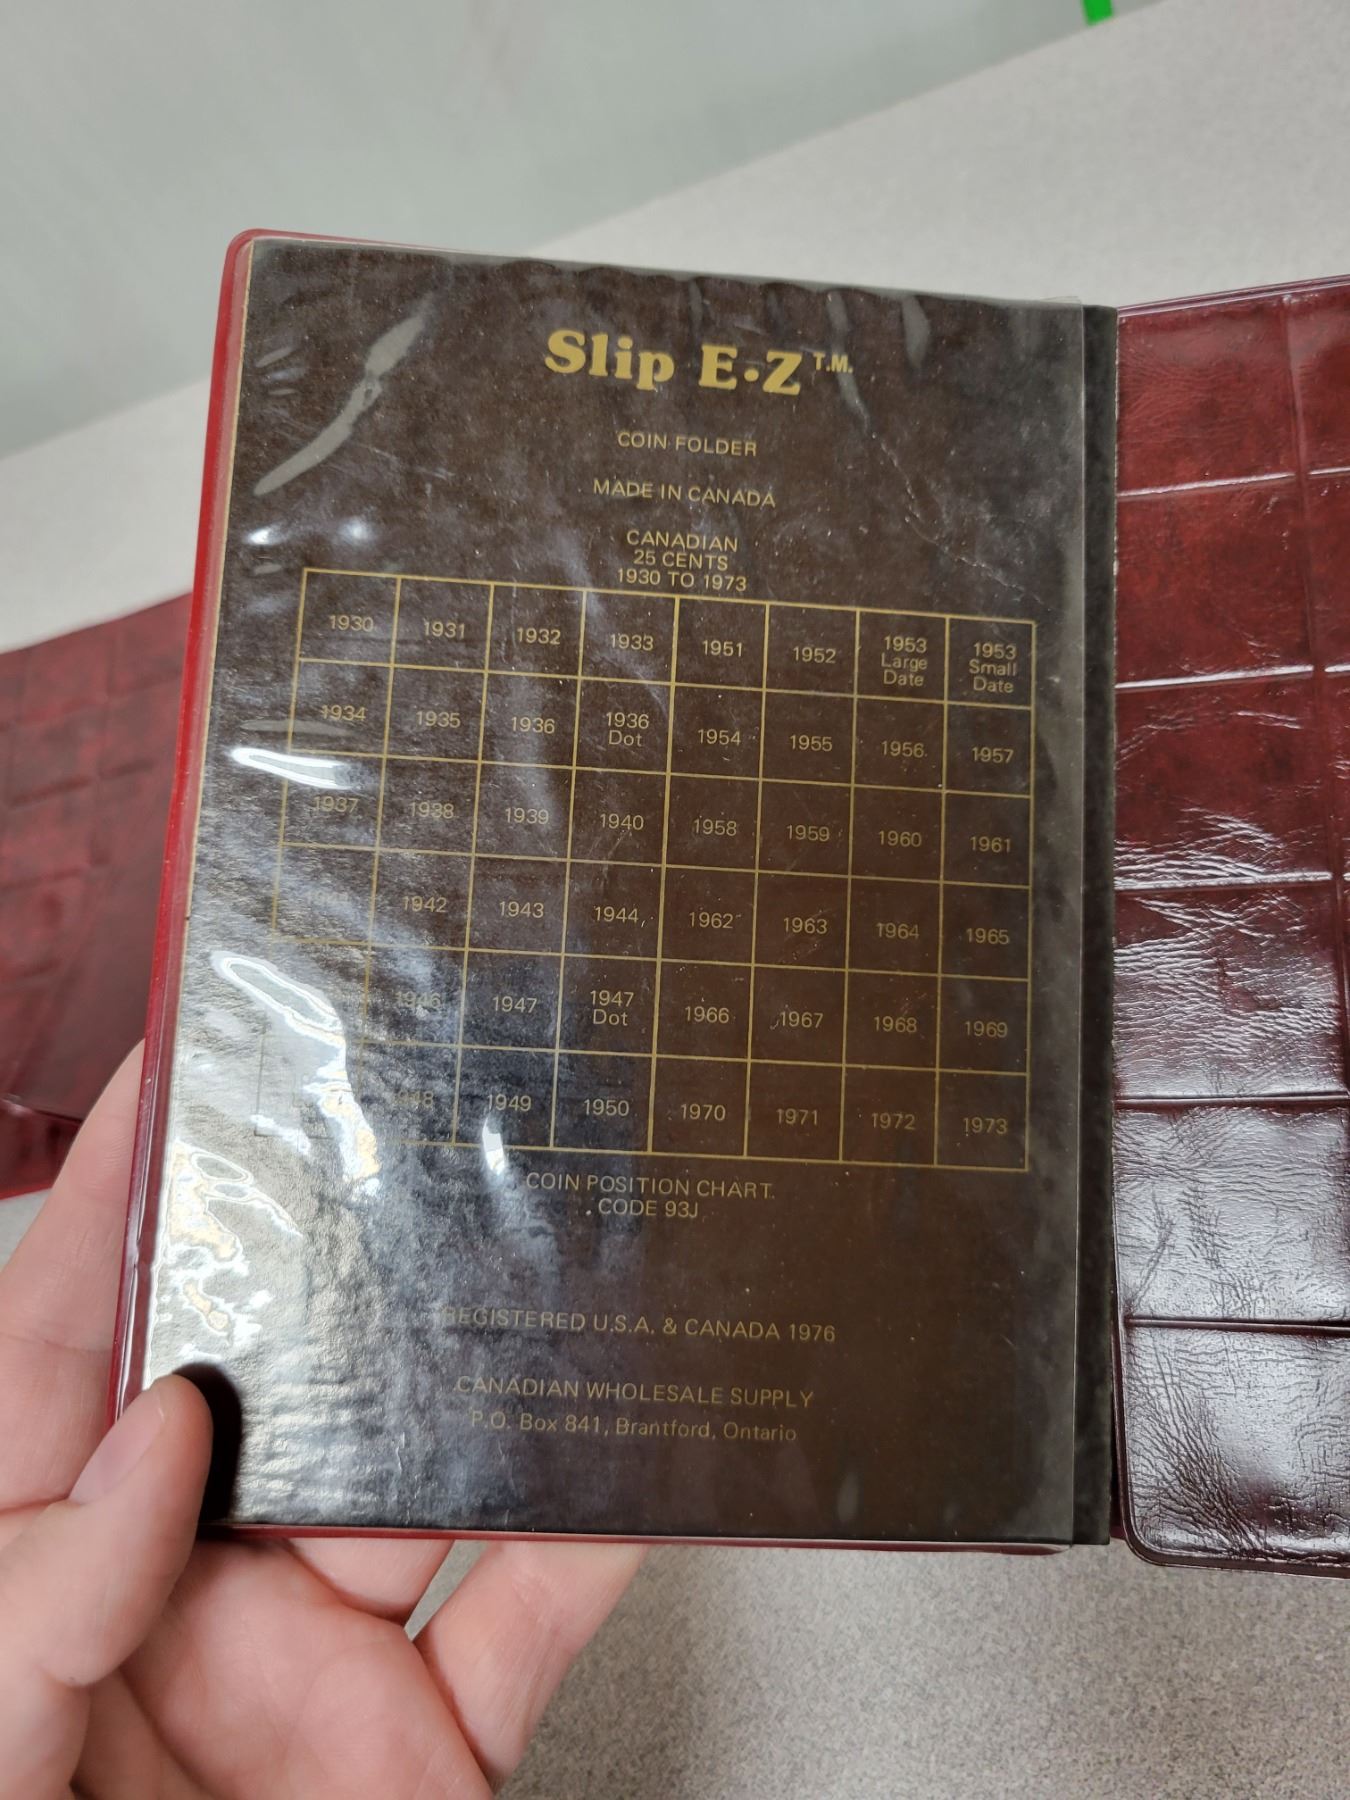 Slip E·Z T.M.
COIN FOLDER
MADE IN CANADA
CANADIAN
25 CENTS
1930 TO 1973
1930 1931 1932 1933 1951 1952 1953 Large Date 1953 Small Date
1934 1935 1936 1936 Dot 1954 1955 1956 1957
1937 1938 1939 1940 1958 1959 1960 1961
1942 1943 1944 1962 1963 1964 1965
1946 1947 1947 Dot 1966 1967 1968 1969
1948 1949 1950 1970 1971 1972 1973
COIN POSITION CHART
CODE 93J
REGISTERED U.S.A. & CANADA 1976
CANADIAN WHOLESALE SUPPLY
P.O. Box 841, Brantford, Ontario